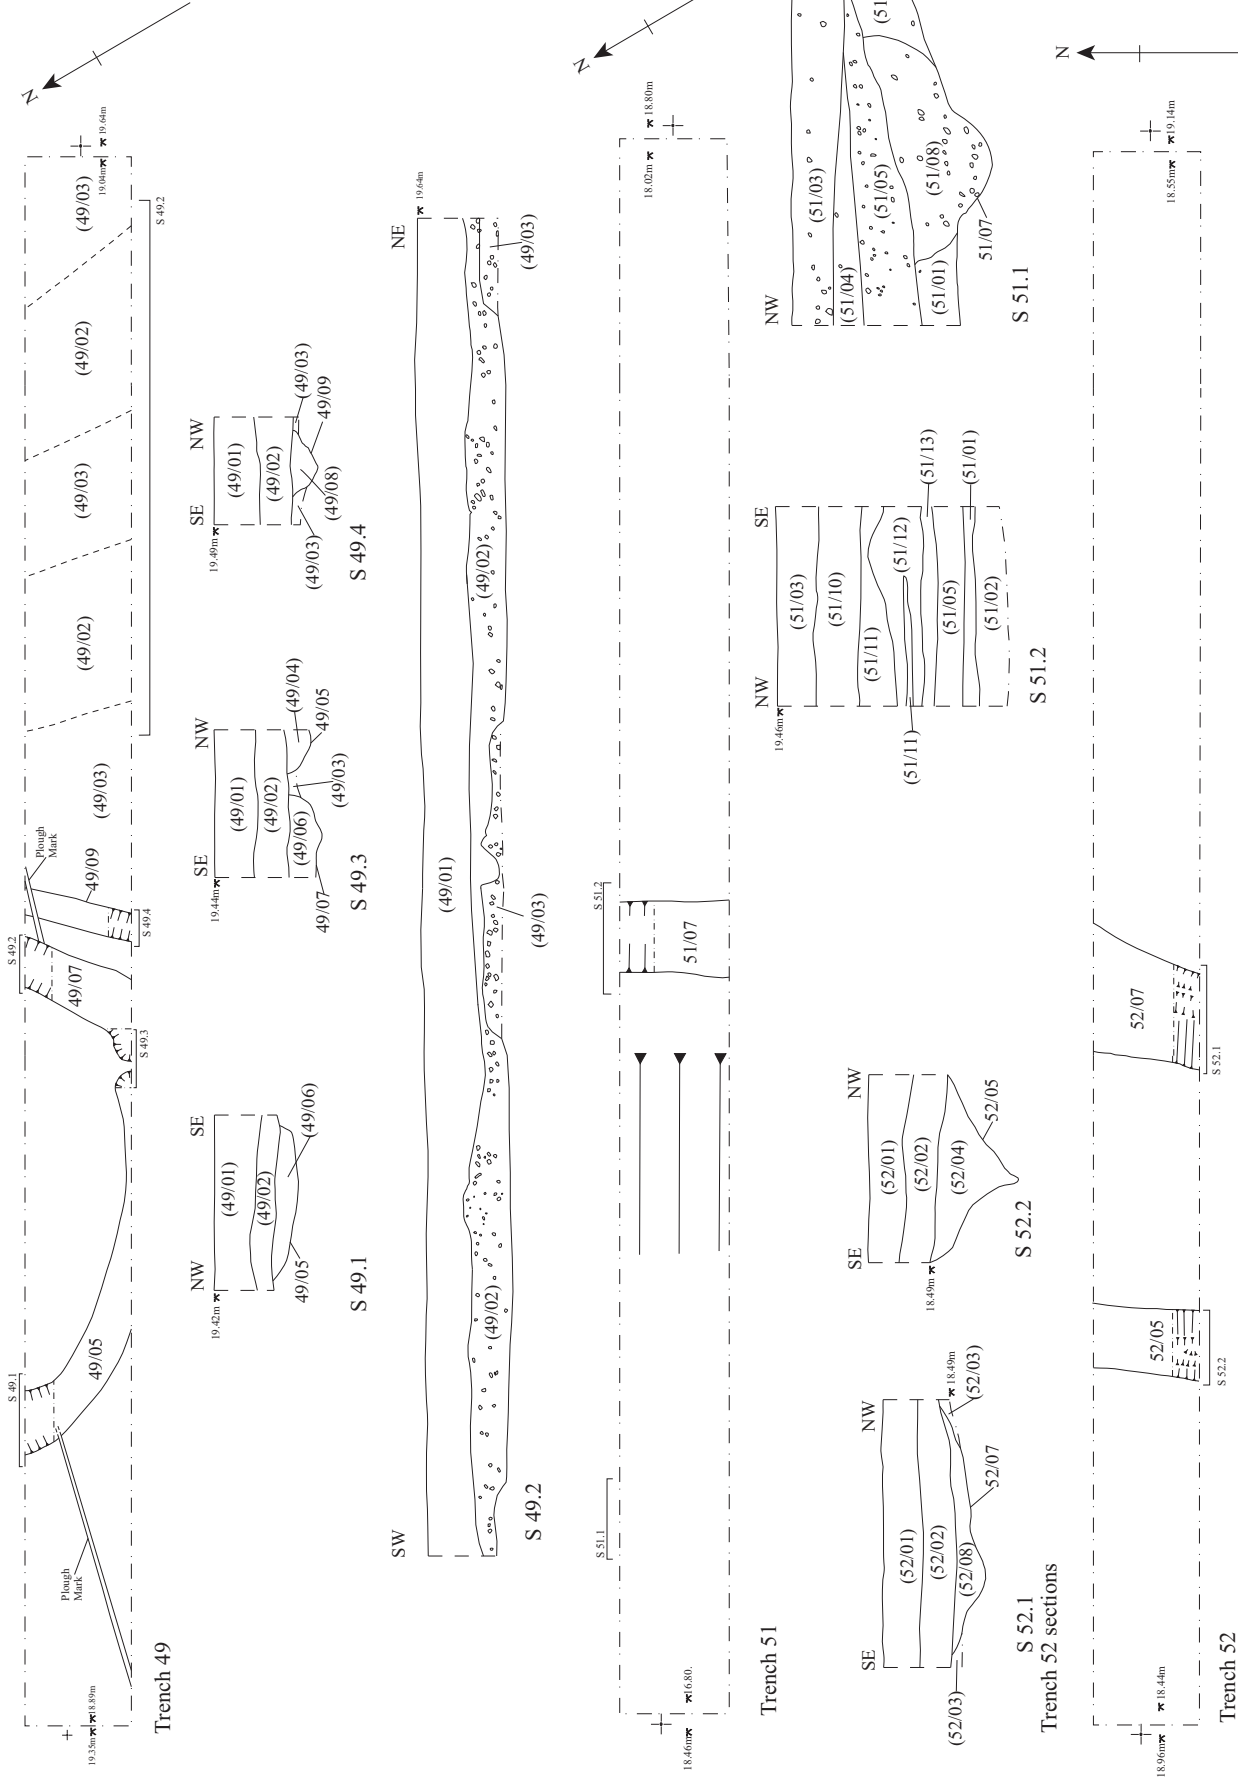 N
19.64m
19.04m
(49/03)
S 49.2
(49/02)
(49/03)
(49/02)
(49/03)
Plough
Mark
49/09
S 49.4
S 49.2
49/07
S 49.3
49/05
S 49.1
Plough
Mark
19.35m
18.89m
Trench 49
NW
SE
19.42m
(49/01)
(49/02)
(49/06)
49/05
S 49.1
SE
NW
19.44m
(49/01)
(49/02)
(49/06)
(49/04)
49/05
(49/03)
49/07
S 49.3
SE
NW
19.49m
(49/01)
(49/02)
(49/03)
49/09
(49/08)
(49/03)
S 49.4
SW
NE
19.64m
(49/01)
(49/02)
(49/02)
(49/03)
(49/03)
S 49.2
N
18.80m
18.02m
S 51.2
51/07
S 51.1
18.46m
16.80.
Trench 51
NW
(51/03)
(51/04)
(51/05)
(51/08)
(51/01)
51/07
(51
S 51.1
NW
SE
19.46m
(51/03)
(51/10)
(51/11)
(51/12)
(51/11)
(51/13)
(51/05)
(51/01)
(51/02)
S 51.2
SE
NW
(52/01)
(52/02)
(52/08)
18.49m
(52/03)
52/07
(52/03)
S 52.1
Trench 52 sections
SE
NW
(52/01)
(52/02)
(52/04)
18.49m
52/05
S 52.2
N
19.14m
18.55m
52/07
S 52.1
52/05
S 52.2
18.96m
18.44m
Trench 52